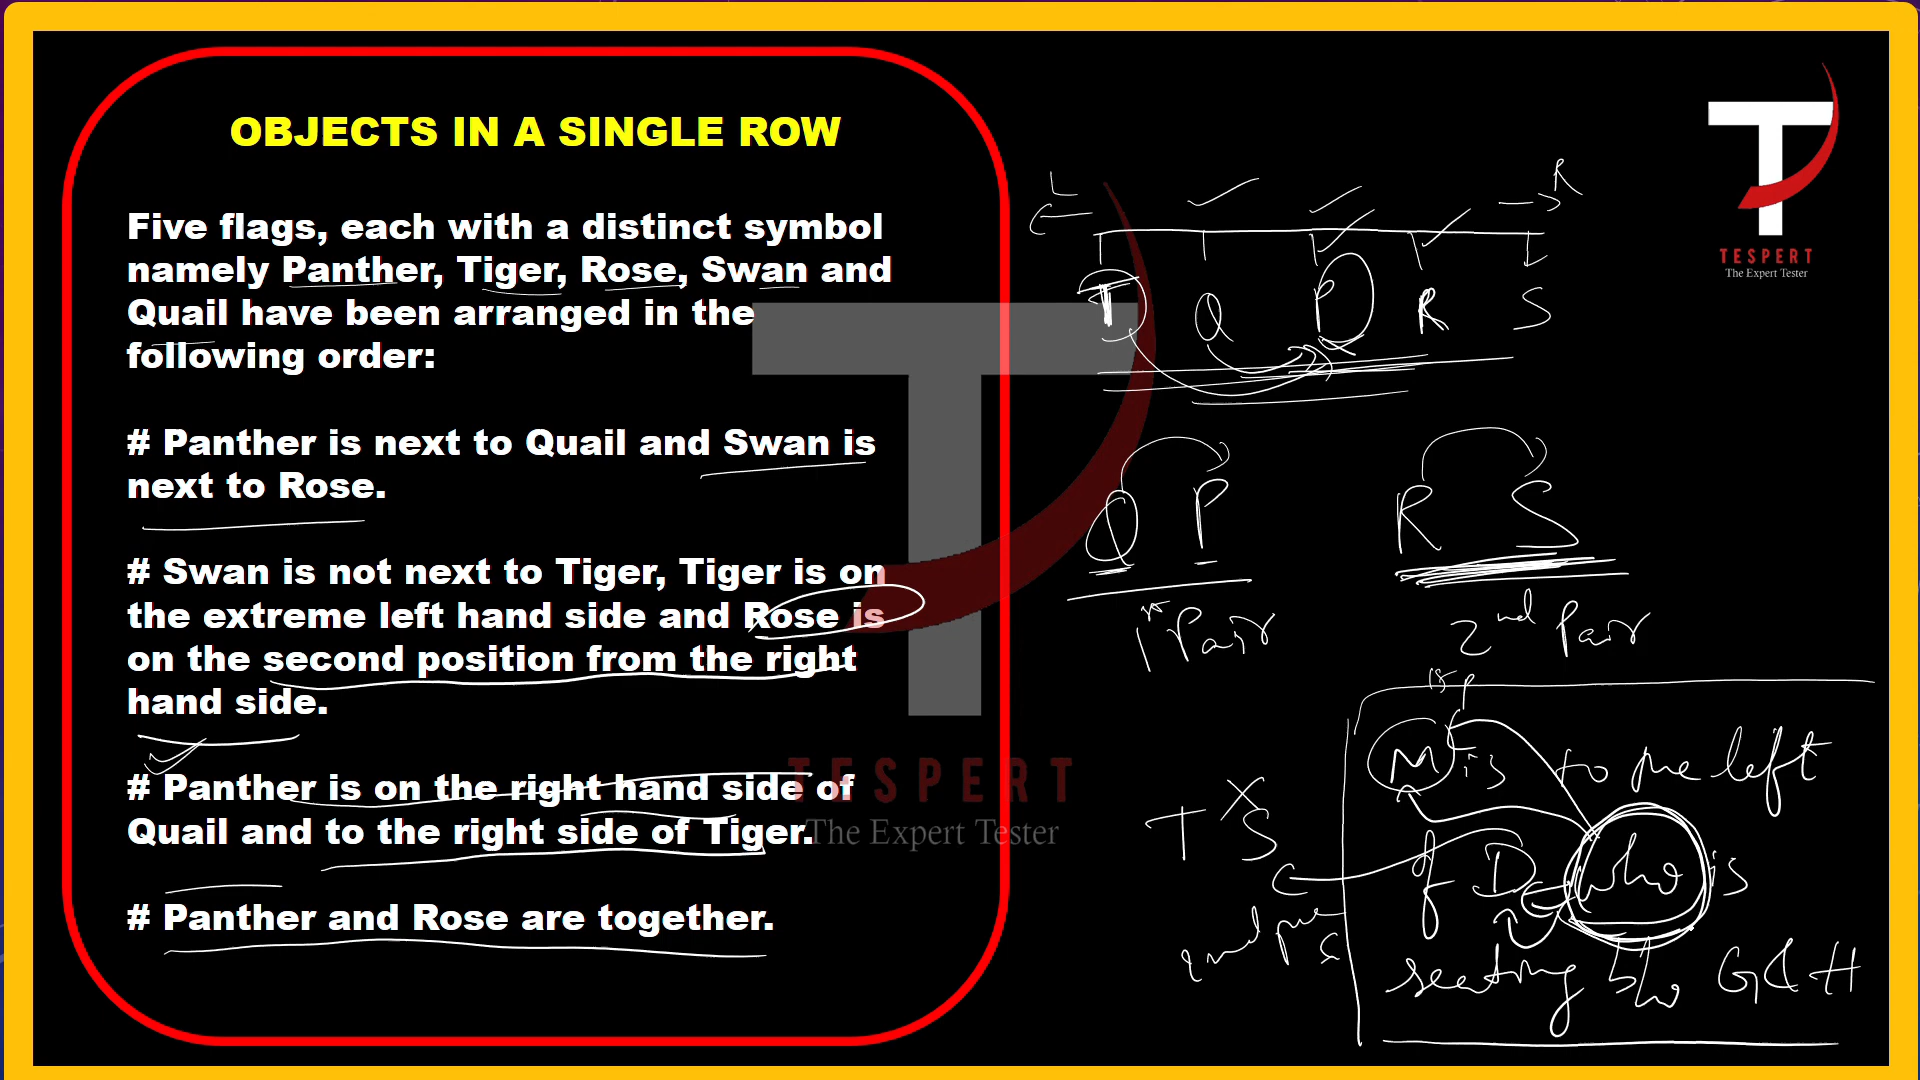 OBJECTS IN A SINGLE ROW
Five flags, each with a distinct symbol
namely Panther, Tiger, Rose, Swan and
Quail have been arranged in the
following order:
# Panther is next to Quail and Swan is
next to Rose.
# Swan is not next to Tiger, Tiger is on
the extreme left hand side and Rose is
on the second position from the right
hand side.
# Panther is on the right hand side of
Quail and to the right side of Tiger.
# Panther and Rose are together.
TESPERT
The Expert Tester
L R
T Q P R S
Q P R S
1st Pair 2nd Pair
T S
M is to the left
of D who is
seating b/w G & H
TESPERT
The Expert Tester